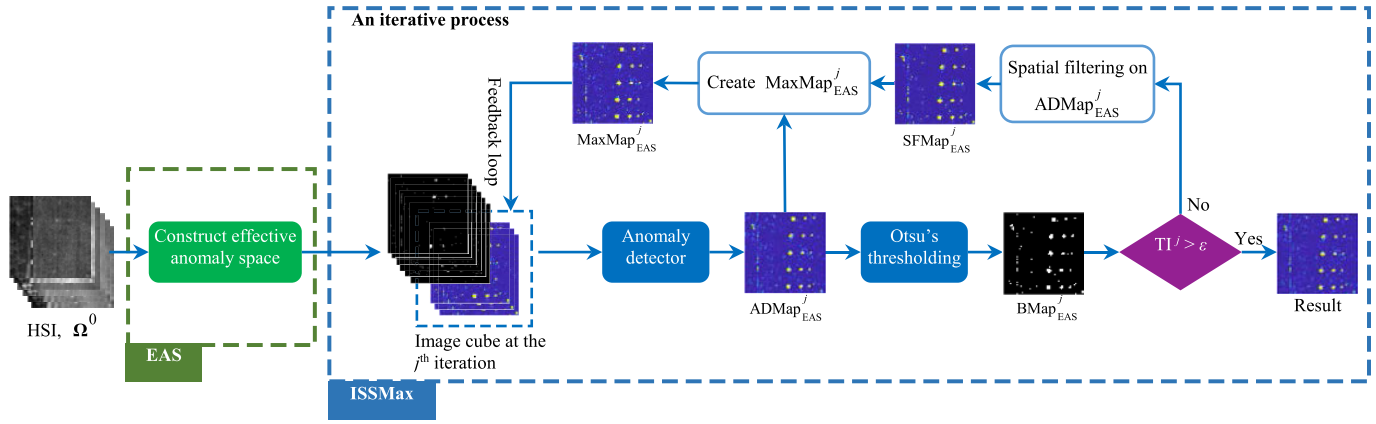 An iterative process
Feedback loop
MaxMap^j_EAS
Create MaxMap^j_EAS
SFMap^j_EAS
Spatial filtering on
ADMap^j_EAS
HSI, Ω^0
Construct effective
anomaly space
EAS
Image cube at the
j^th iteration
Anomaly
detector
ADMap^j_EAS
Otsu's
thresholding
BMap^j_EAS
TI^j > ε
No
Yes
Result
ISSMax